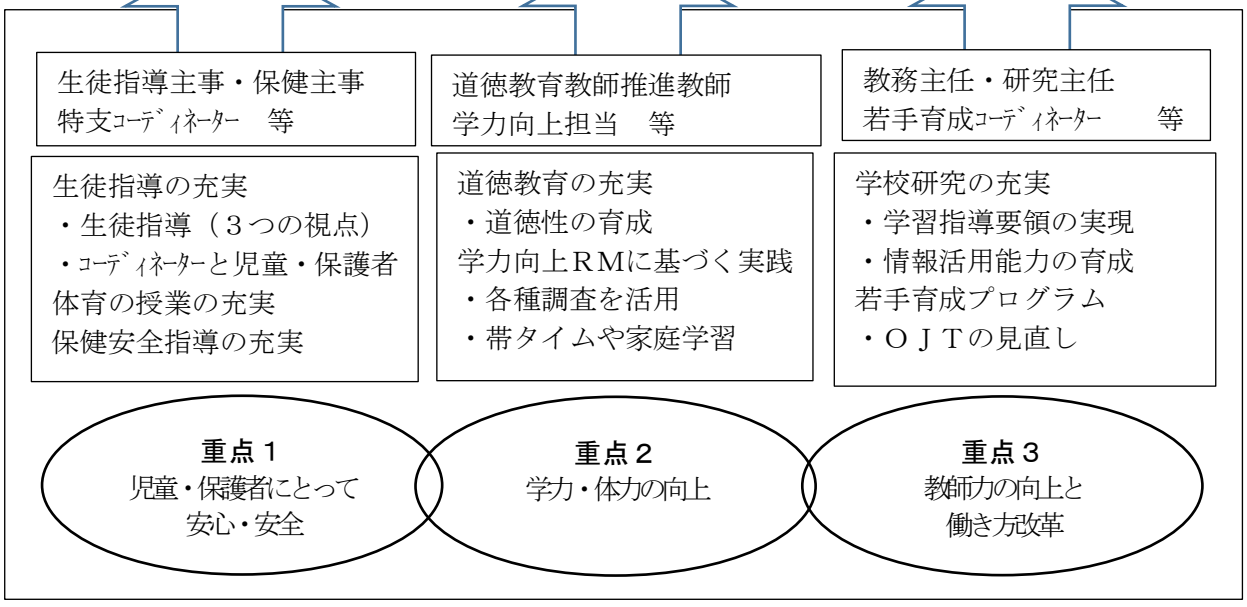 生徒指導主事・保健主事
特支ｺｰﾃﾞｨﾈｰﾀｰ　等
道徳教育教師推進教師
学力向上担当　等
教務主任・研究主任
若手育成ｺｰﾃﾞｨﾈｰﾀｰ　等
生徒指導の充実
・生徒指導（３つの視点）
・ｺｰﾃﾞｨﾈｰﾀｰと児童・保護者
体育の授業の充実
保健安全指導の充実
道徳教育の充実
・道徳性の育成
学力向上ＲＭに基づく実践
・各種調査を活用
・帯タイムや家庭学習
学校研究の充実
・学習指導要領の実現
・情報活用能力の育成
若手育成プログラム
・ＯＪＴの見直し
重点１
児童・保護者にとって
安心・安全
重点２
学力・体力の向上
重点３
教師力の向上と
働き方改革